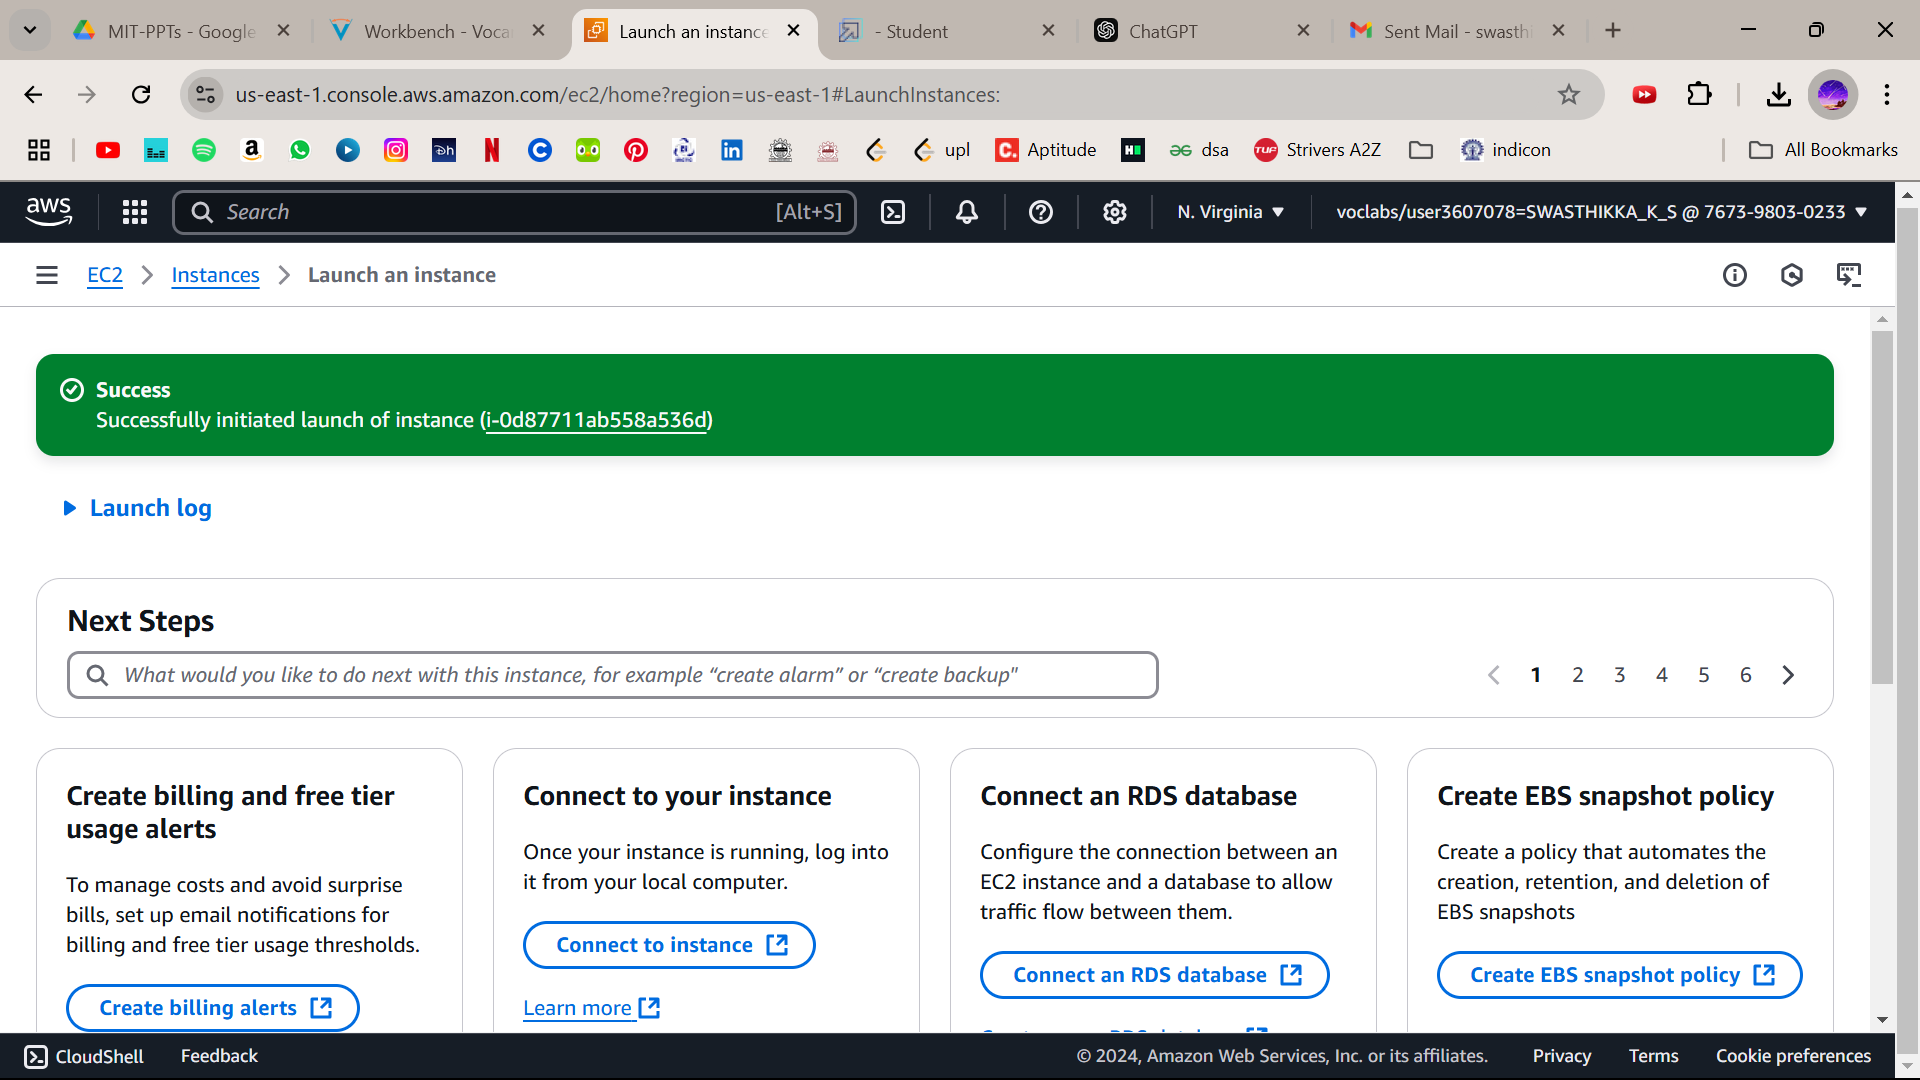 MIT-PPTs - Google
Workbench - Voca
Launch an instance
- Student
ChatGPT
Sent Mail - swasthi
us-east-1.console.aws.amazon.com/ec2/home?region=us-east-1#LaunchInstances:
upl
Aptitude
dsa
Strivers A2Z
indicon
All Bookmarks
aws
Search
[Alt+S]
N. Virginia
voclabs/user3607078=SWASTHIKKA_K_S @ 7673-9803-0233
EC2
Instances
Launch an instance
Success
Successfully initiated launch of instance (i-0d87711ab558a536d)
Launch log
Next Steps
What would you like to do next with this instance, for example “create alarm” or “create backup"
1 2 3 4 5 6
Create billing and free tier
usage alerts
To manage costs and avoid surprise
bills, set up email notifications for
billing and free tier usage thresholds.
Create billing alerts
Connect to your instance
Once your instance is running, log into
it from your local computer.
Connect to instance
Learn more
Connect an RDS database
Configure the connection between an
EC2 instance and a database to allow
traffic flow between them.
Connect an RDS database
Create EBS snapshot policy
Create a policy that automates the
creation, retention, and deletion of
EBS snapshots
Create EBS snapshot policy
CloudShell
Feedback
© 2024, Amazon Web Services, Inc. or its affiliates.
Privacy
Terms
Cookie preferences